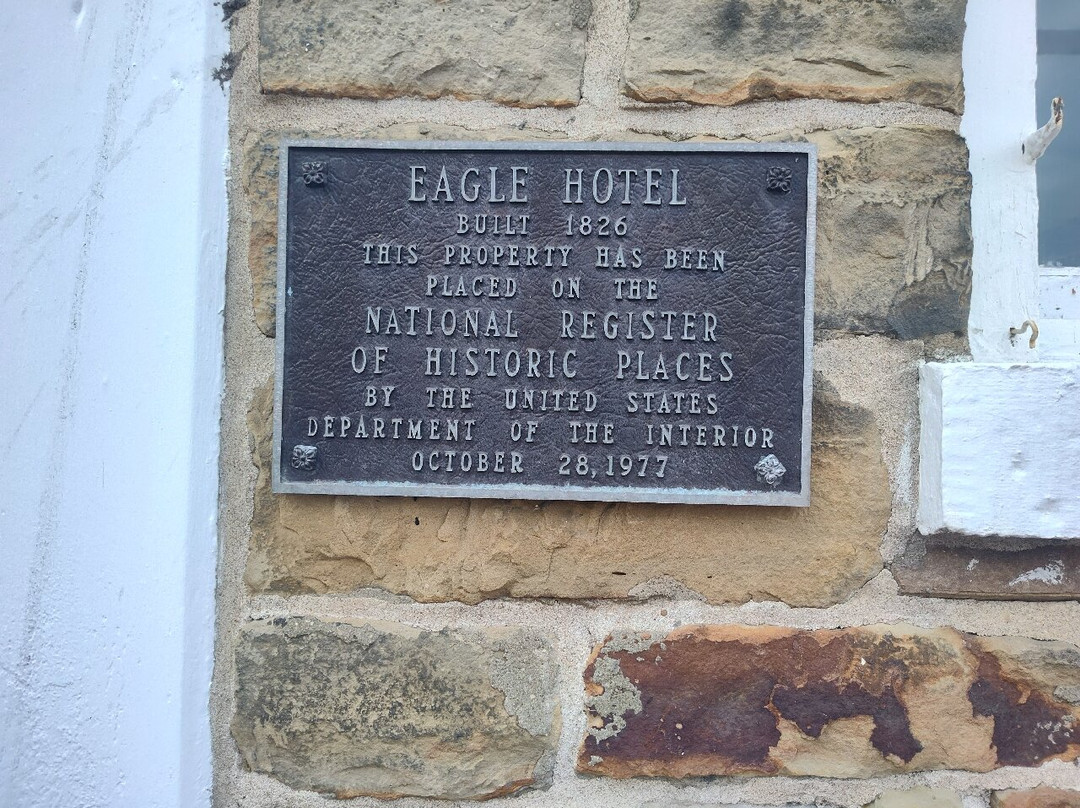 EAGLE HOTEL
BUILT 1826
THIS PROPERTY HAS BEEN
PLACED ON THE
NATIONAL REGISTER
OF HISTORIC PLACES
BY THE UNITED STATES
DEPARTMENT OF THE INTERIOR
OCTOBER 28, 1977